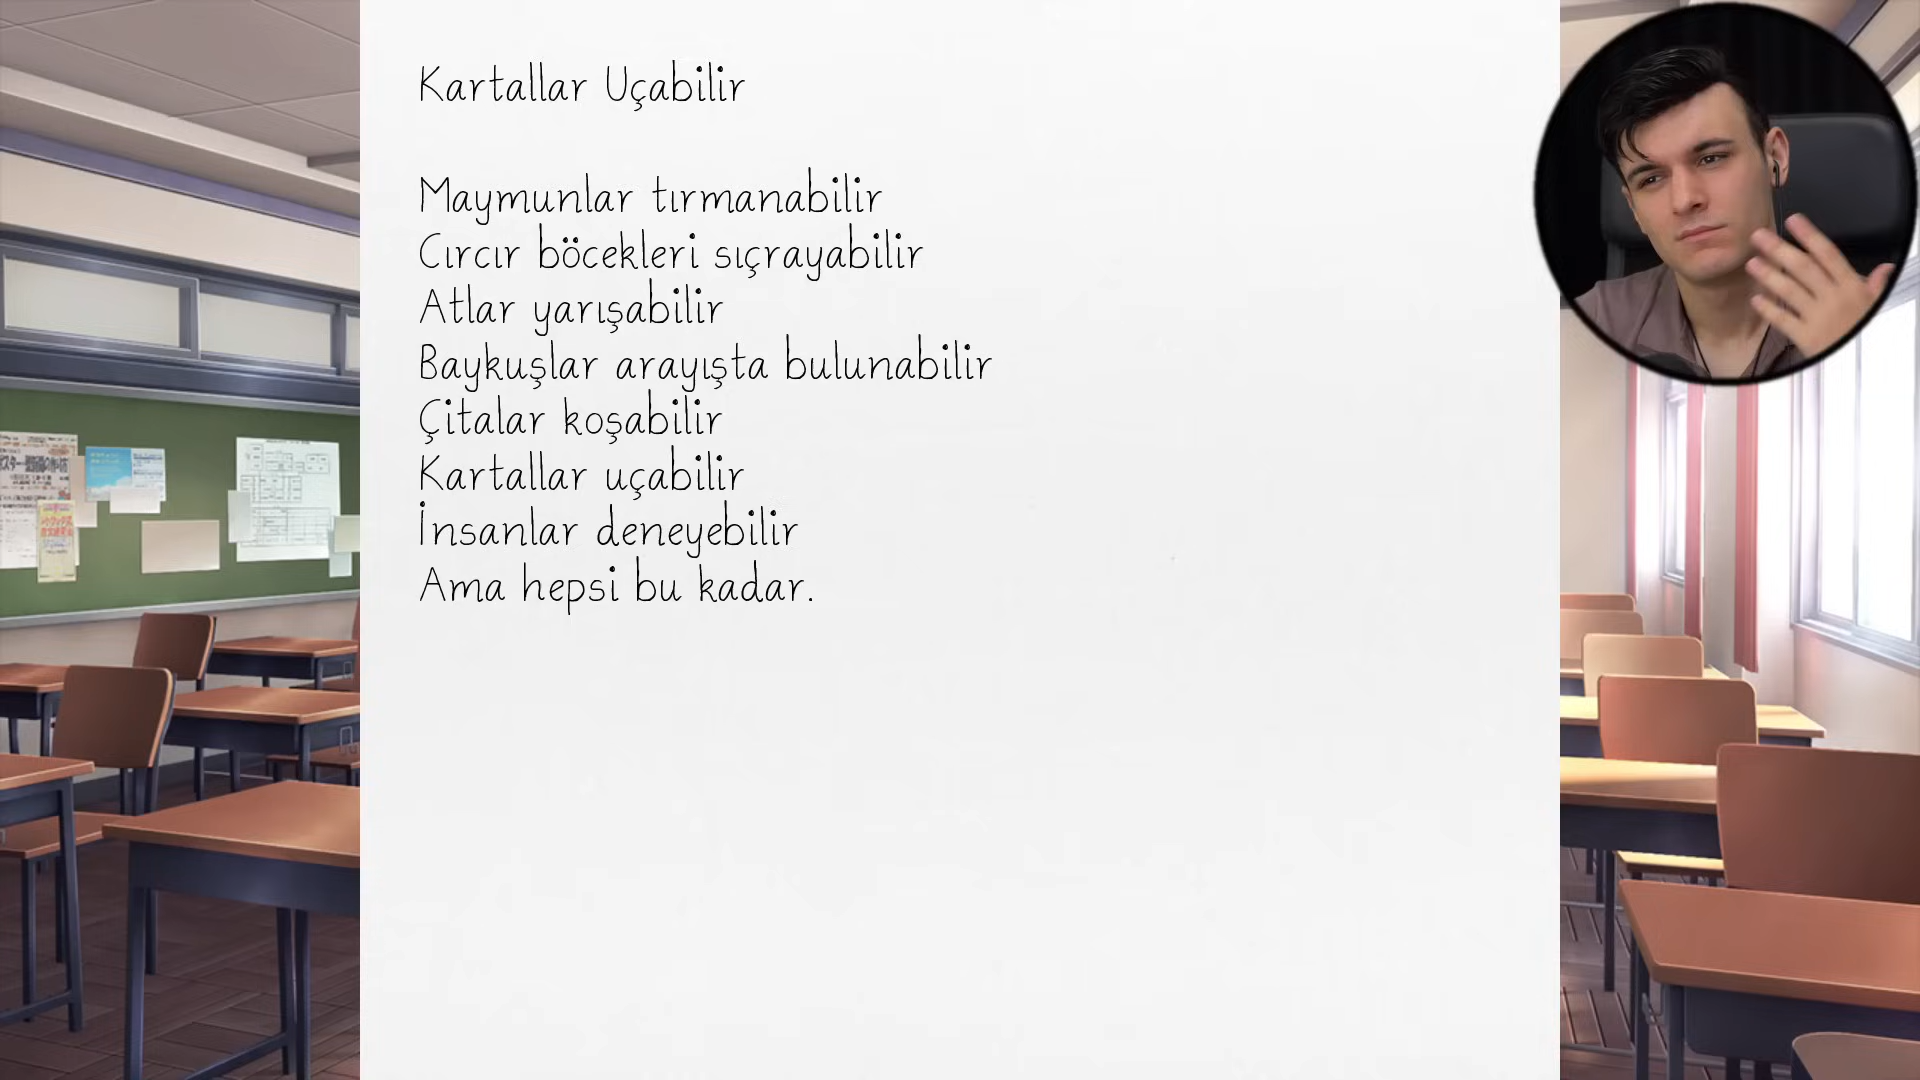 Kartallar Uçabilir
Maymunlar tırmanabilir
Cırcır böcekleri sıçrayabilir
Atlar yarışabilir
Baykuşlar arayışta bulunabilir
Çitalar koşabilir
Kartallar uçabilir
İnsanlar deneyebilir
Ama hepsi bu kadar.